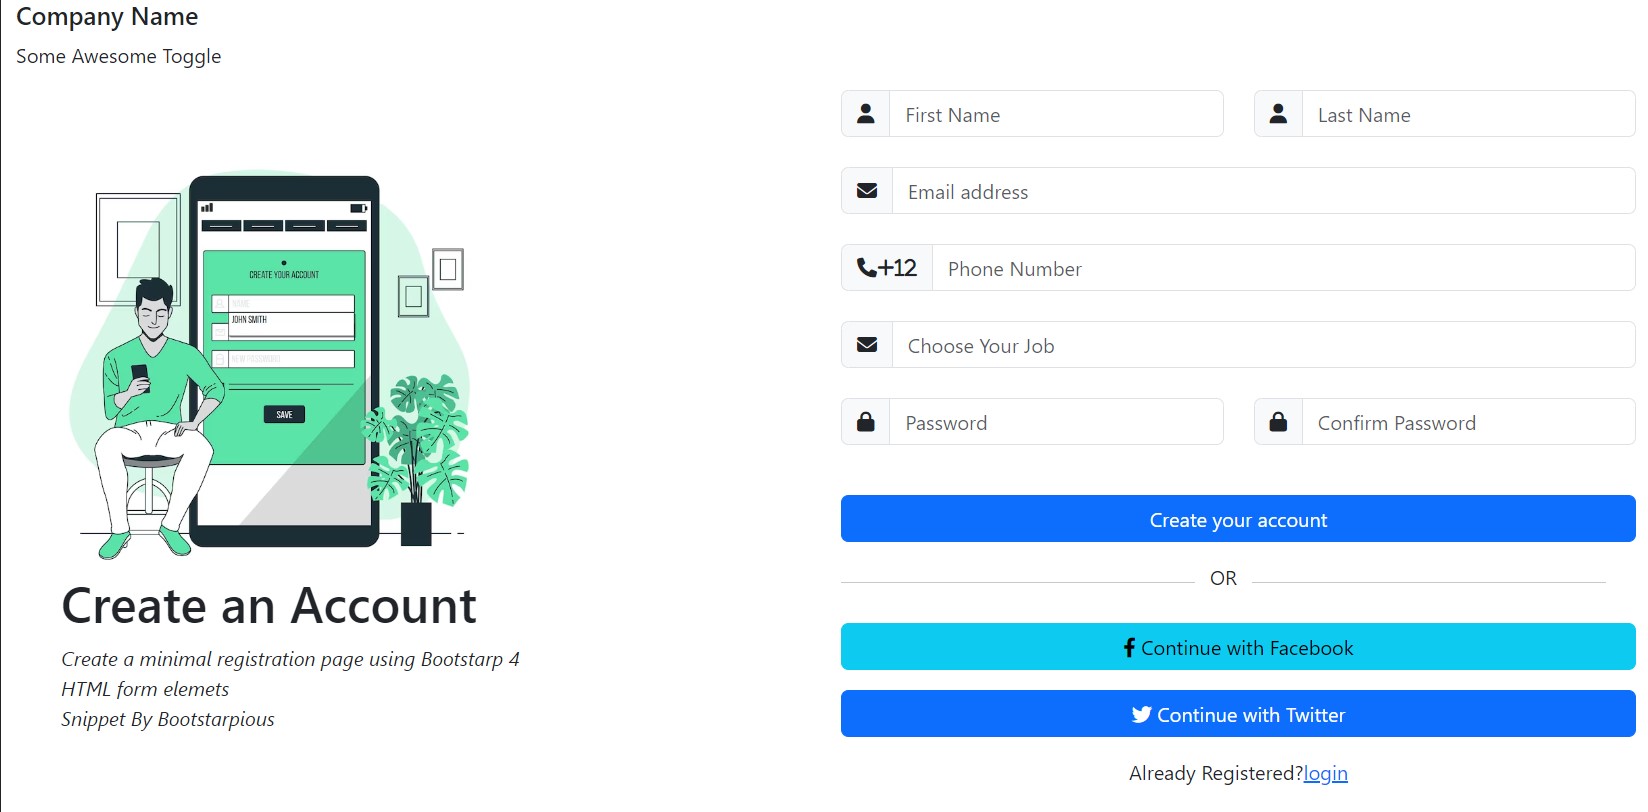 Company Name
Some Awesome Toggle
First Name
Last Name
Email address
+12
Phone Number
Choose Your Job
Password
Confirm Password
Create your account
OR
Continue with Facebook
Continue with Twitter
Already Registered?login
CREATE YOUR ACCOUNT
NAME
JOHN SMITH
NEW PASSWORD
SAVE
Create an Account
Create a minimal registration page using Bootstarp 4
HTML form elemets
Snippet By Bootstarpious